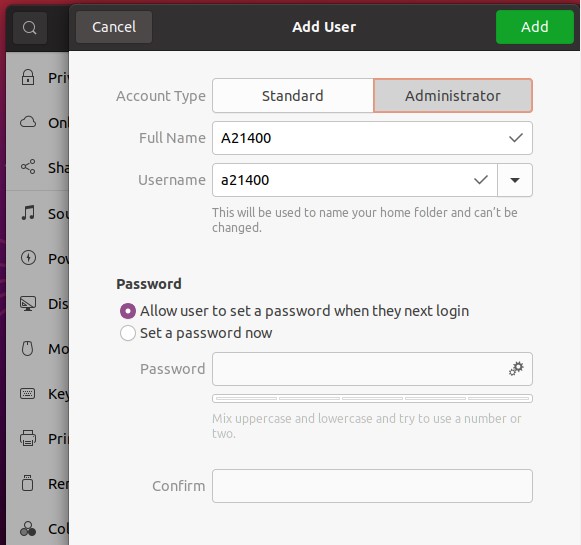 Cancel
Add User
Add
Account Type
Standard
Administrator
Full Name
A21400
Username
a21400
This will be used to name your home folder and can't be
changed.
Password
Allow user to set a password when they next login
Set a password now
Password
Mix uppercase and lowercase and try to use a number or
two.
Confirm
Pri
Onl
Sha
Sou
Pov
Dis
Mo
Key
Prin
Ren
Col